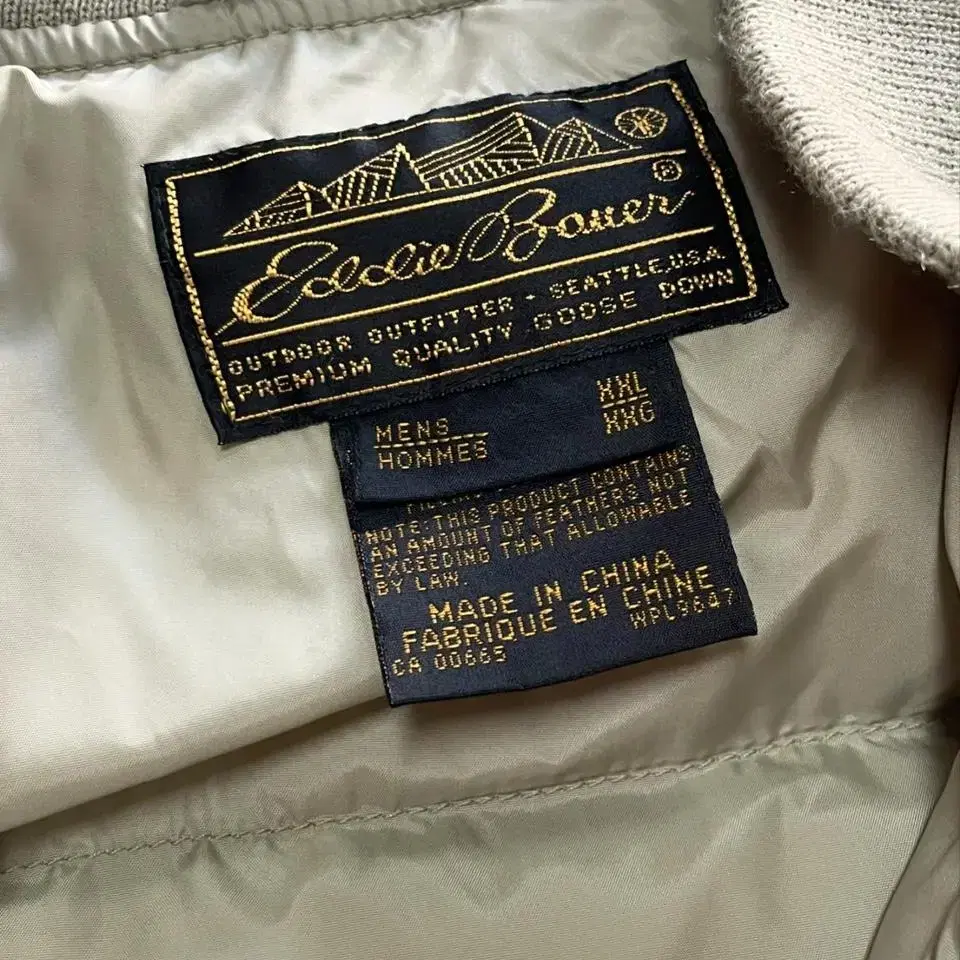 Eddie Bauer®
OUTDOOR OUTFITTER • SEATTLE, U.S.A.
PREMIUM QUALITY GOOSE DOWN
MENS XXL
HOMMES XXG
NOTE: THIS PRODUCT CONTAINS
AN AMOUNT OF FEATHERS NOT
EXCEEDING THAT ALLOWABLE
BY LAW.
MADE IN CHINA
FABRIQUE EN CHINE
CA 00665 WPL9647